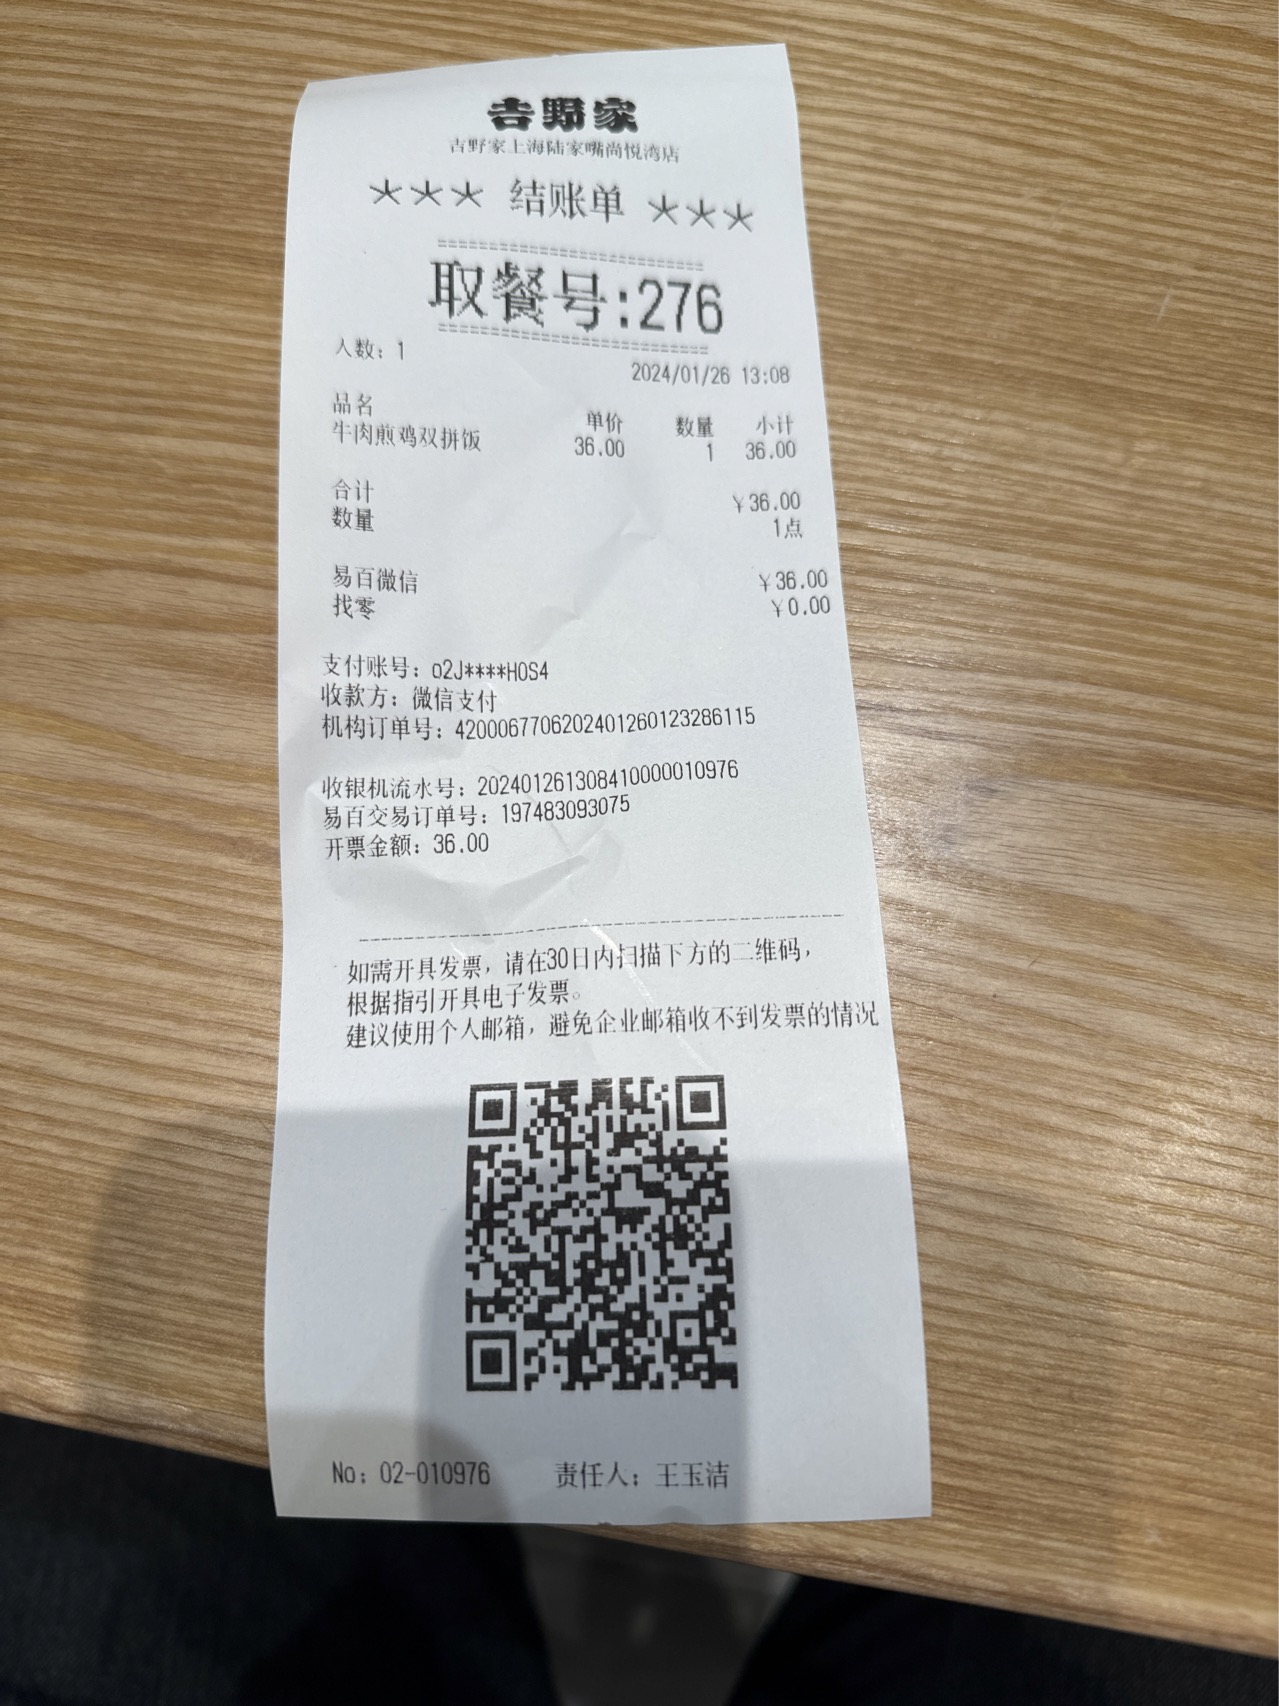 吉野家
吉野家上海陆家嘴尚悦湾店
*** 结账单 ***
========================
取餐号:276
========================
人数：1
2024/01/26 13:08
品名 单价 数量 小计
牛肉煎鸡双拼饭 36.00 1 36.00
合计 ￥36.00
数量 1点
易百微信 ￥36.00
找零 ￥0.00
支付账号：o2J****HOS4
收款方：微信支付
机构订单号：4200067706202401260123286115
收银机流水号：202401261308410000010976
易百交易订单号：197483093075
开票金额：36.00
如需开具发票，请在30日内扫描下方的二维码，
根据指引开具电子发票。
建议使用个人邮箱，避免企业邮箱收不到发票的情况
No：02-010976 责任人：王玉洁